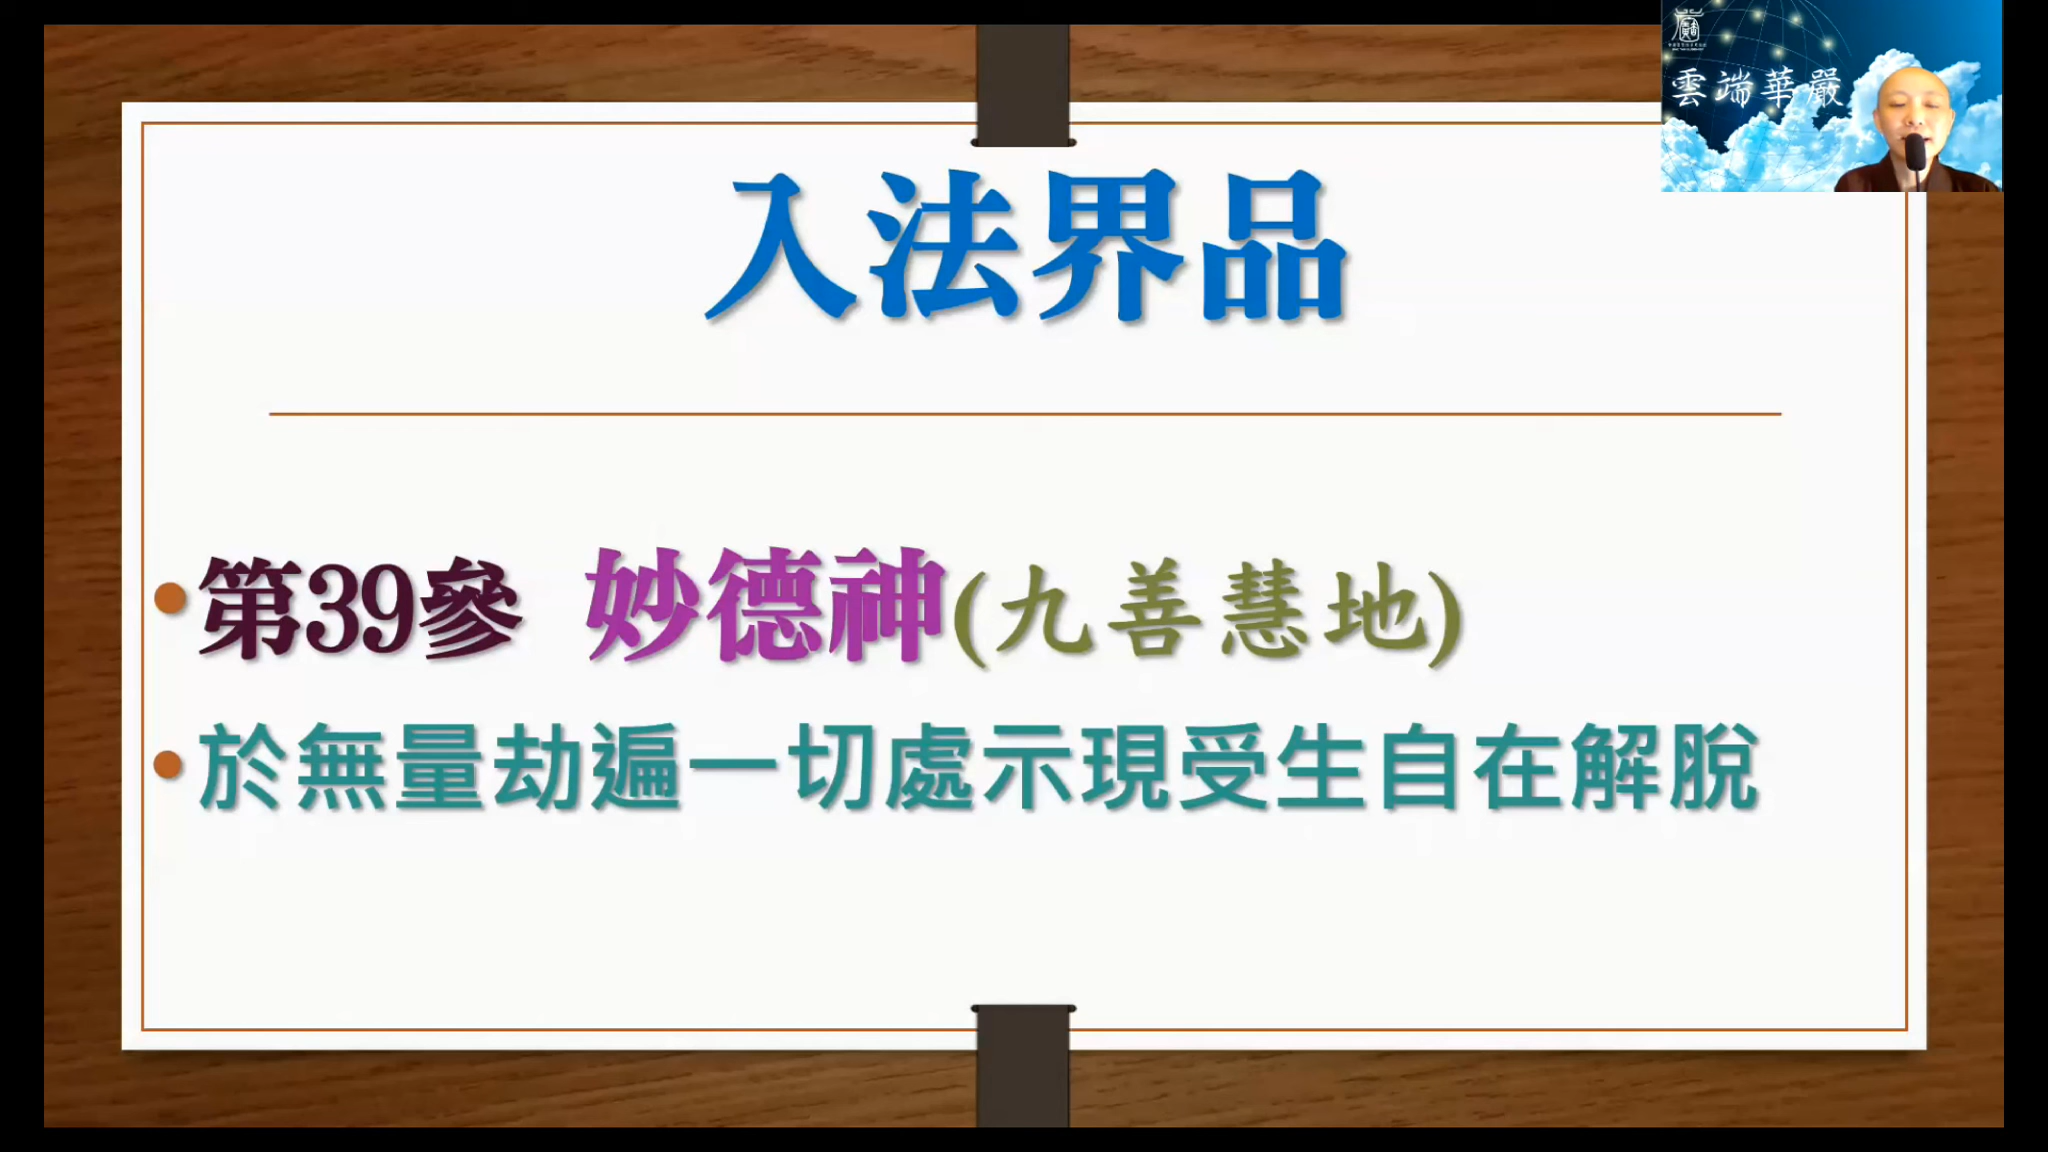 雲端華嚴
入法界品
•第39參 妙德神(九善慧地)
•於無量劫遍一切處示現受生自在解脫